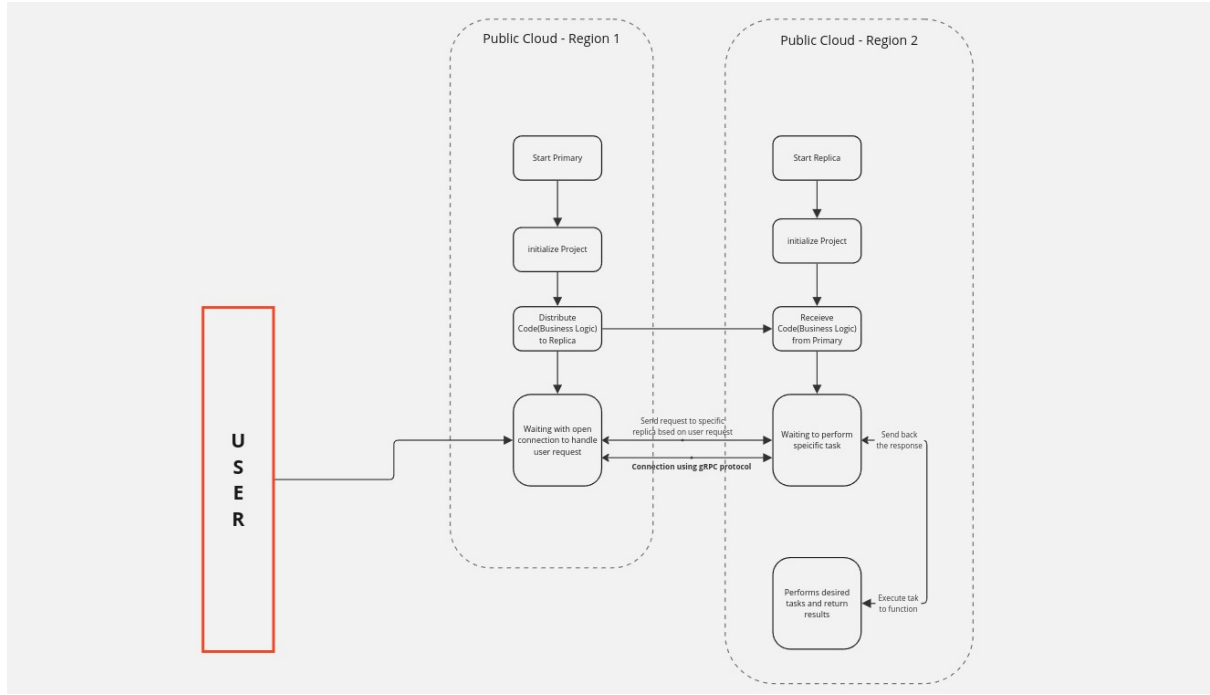 Public Cloud - Region 1
Public Cloud - Region 2
Start Primary
Start Replica
initialize Project
initialize Project
Distribute
Code(Business Logic)
to Replica
Receieve
Code(Business Logic)
from Primary
U
S
E
R
Waiting with open
connection to handle
user request
Send request to specific
replica bsed on user request
Connection using gRPC protocol
Waiting to perform
speicific task
Send back
the response
Performs desired
tasks and return
results
Execute tak
to function